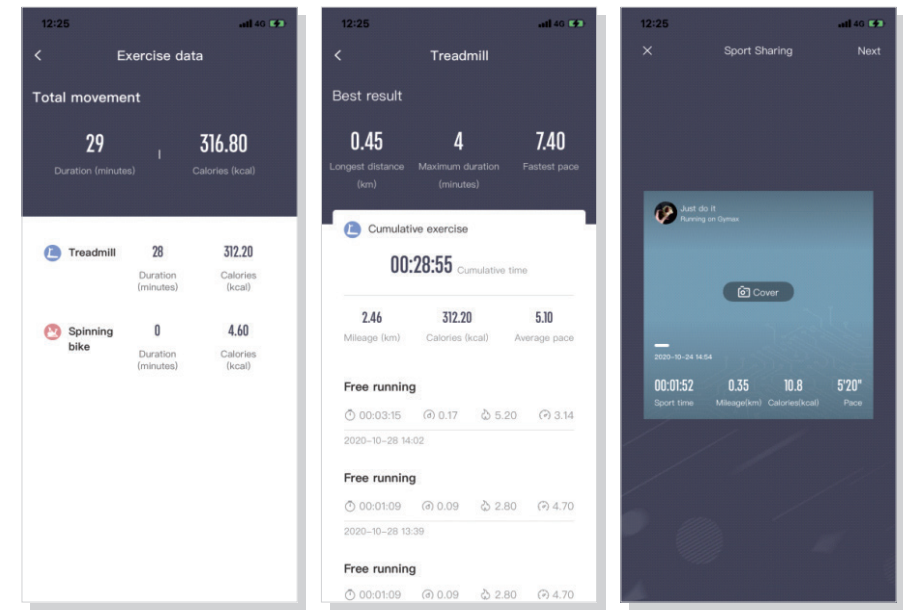 12:25
4G
Exercise data
Total movement
29
316.80
Duration (minutes)
Calories (kcal)
Treadmill
28
312.20
Duration
(minutes)
Calories
(kcal)
Spinning
bike
0
4.60
Duration
(minutes)
Calories
(kcal)
12:25
4G
Treadmill
Best result
0.45
4
7.40
Longest distance
(km)
Maximum duration
(minutes)
Fastest pace
Cumulative exercise
00:28:55 Cumulative time
2.46
312.20
5.10
Mileage (km)
Calories (kcal)
Average pace
Free running
00:03:15 0.17 5.20 3.14
2020-10-28 14:02
Free running
00:01:09 0.09 2.80 4.70
2020-10-28 13:39
Free running
00:01:09 0.09 2.80 4.70
12:25
4G
Sport Sharing
Next
Just do it
Running on Gymax
Cover
2020-10-24 14:54
00:01:52
0.35
10.8
5'20"
Sport time
Mileage(km)
Calories(kcal)
Pace